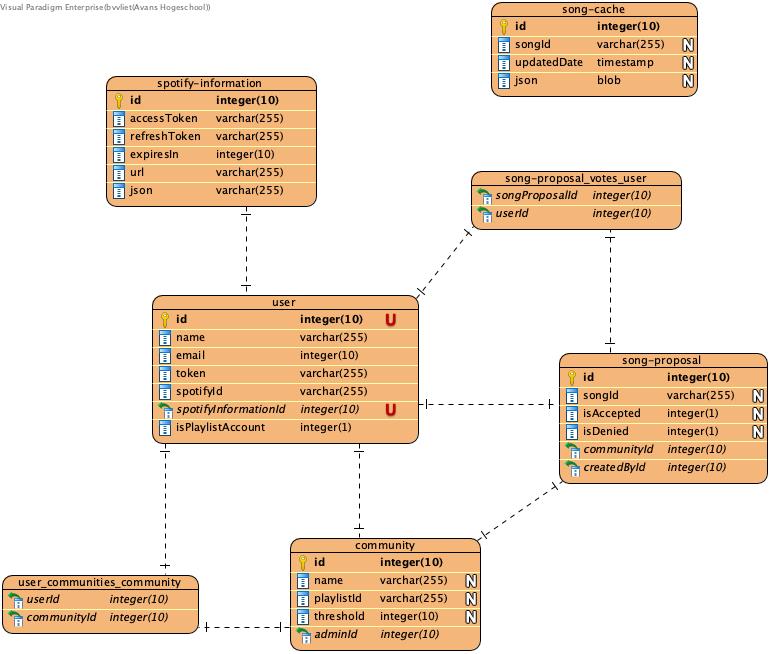 Visual Paradigm Enterprise(bvvliet(Avans Hogeschool))
song-cache
id integer(10)
songId varchar(255) N
updatedDate timestamp N
json blob N
spotify-information
id integer(10)
accessToken varchar(255)
refreshToken varchar(255)
expiresIn integer(10)
url varchar(255)
json varchar(255)
song-proposal_votes_user
songProposalId integer(10)
userId integer(10)
user
id integer(10) U
name varchar(255)
email integer(10)
token varchar(255)
spotifyId varchar(255)
spotifyInformationId integer(10) U
isPlaylistAccount integer(1)
song-proposal
id integer(10)
songId varchar(255) N
isAccepted integer(1) N
isDenied integer(1) N
communityId integer(10)
createdById integer(10)
community
id integer(10)
name varchar(255) N
playlistId varchar(255) N
threshold integer(10) N
adminId integer(10)
user_communities_community
userId integer(10)
communityId integer(10)